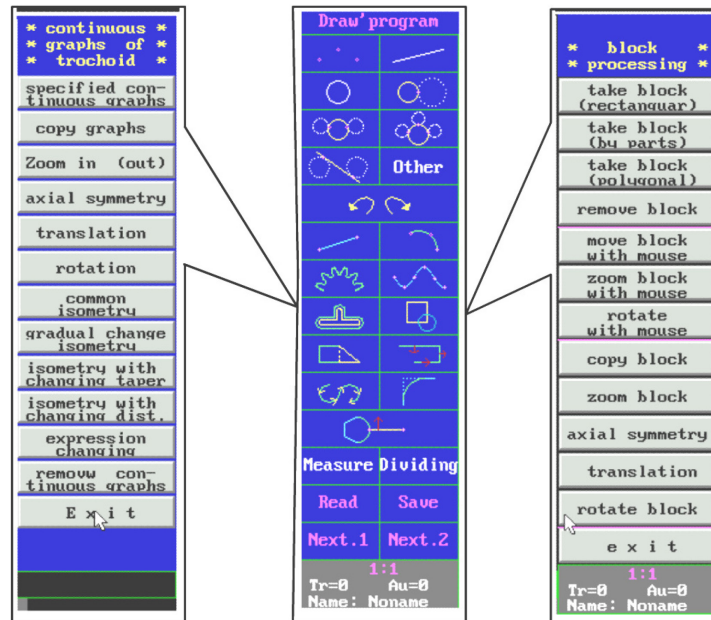 * continuous *
* graphs of *
* trochoid *
specified con-
tinuous graphs
copy graphs
Zoom in (out)
axial symmetry
translation
rotation
common
isometry
gradual change
isometry
isometry with
changing taper
isometry with
changing dist.
expression
changing
removw con-
tinuous graphs
E x i t
Draw'program
Other
Measure Dividing
Read Save
Next.1 Next.2
1:1
Tr=0 Au=0
Name: Noname
* block *
* processing *
take block
(rectanguar)
take block
(by parts)
take block
(polygonal)
remove block
move block
with mouse
zoom block
with mouse
rotate
with mouse
copy block
zoom block
axial symmetry
translation
rotate block
e x i t
1:1
Tr=0 Au=0
Name: Noname